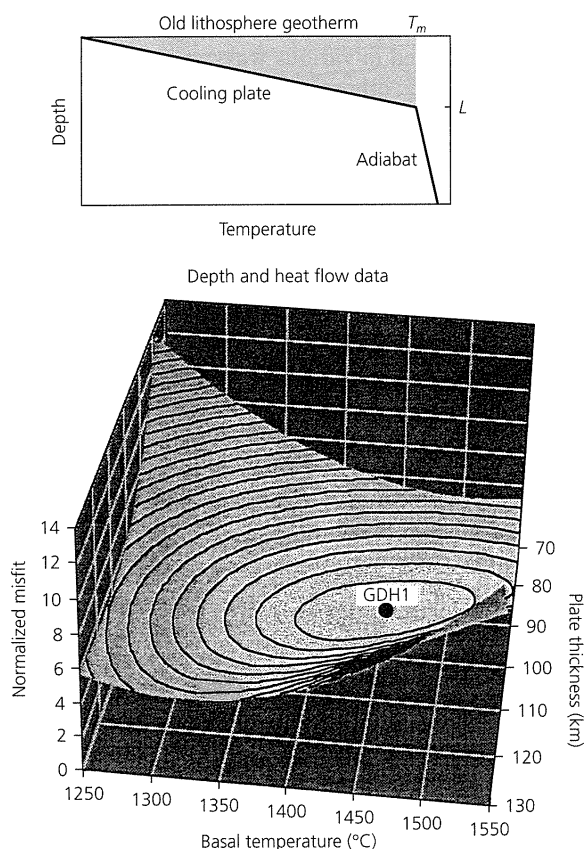 Old lithosphere geotherm
T_m
Cooling plate
L
Depth
Adiabat
Temperature
Depth and heat flow data
GDH1
Normalized misfit
14
12
10
8
6
4
2
0
70
80
90
100
110
120
130
Plate thickness (km)
1250
1300
1350
1400
1450
1500
1550
Basal temperature (°C)